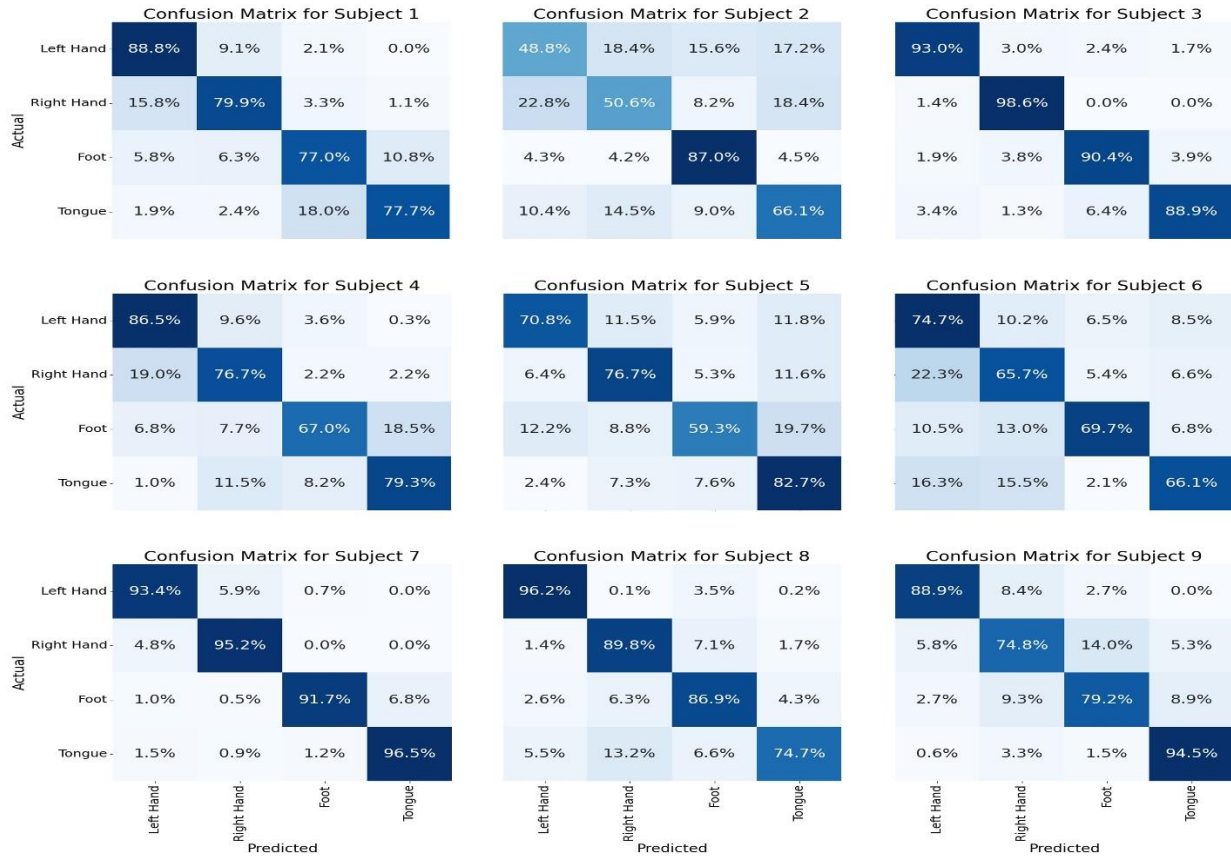 Confusion Matrix for Subject 1 Confusion Matrix for Subject 2 Confusion Matrix for Subject 3
Left Hand 88.8% 9.1% 2.1% 0.0% 48.8% 18.4% 15.6% 17.2% 93.0% 3.0% 2.4% 1.7%
Right Hand 15.8% 79.9% 3.3% 1.1% 22.8% 50.6% 8.2% 18.4% 1.4% 98.6% 0.0% 0.0%
Actual
Foot 5.8% 6.3% 77.0% 10.8% 4.3% 4.2% 87.0% 4.5% 1.9% 3.8% 90.4% 3.9%
Tongue 1.9% 2.4% 18.0% 77.7% 10.4% 14.5% 9.0% 66.1% 3.4% 1.3% 6.4% 88.9%
Confusion Matrix for Subject 4 Confusion Matrix for Subject 5 Confusion Matrix for Subject 6
Left Hand 86.5% 9.6% 3.6% 0.3% 70.8% 11.5% 5.9% 11.8% 74.7% 10.2% 6.5% 8.5%
Right Hand 19.0% 76.7% 2.2% 2.2% 6.4% 76.7% 5.3% 11.6% 22.3% 65.7% 5.4% 6.6%
Actual
Foot 6.8% 7.7% 67.0% 18.5% 12.2% 8.8% 59.3% 19.7% 10.5% 13.0% 69.7% 6.8%
Tongue 1.0% 11.5% 8.2% 79.3% 2.4% 7.3% 7.6% 82.7% 16.3% 15.5% 2.1% 66.1%
Confusion Matrix for Subject 7 Confusion Matrix for Subject 8 Confusion Matrix for Subject 9
Left Hand 93.4% 5.9% 0.7% 0.0% 96.2% 0.1% 3.5% 0.2% 88.9% 8.4% 2.7% 0.0%
Right Hand 4.8% 95.2% 0.0% 0.0% 1.4% 89.8% 7.1% 1.7% 5.8% 74.8% 14.0% 5.3%
Actual
Foot 1.0% 0.5% 91.7% 6.8% 2.6% 6.3% 86.9% 4.3% 2.7% 9.3% 79.2% 8.9%
Tongue 1.5% 0.9% 1.2% 96.5% 5.5% 13.2% 6.6% 74.7% 0.6% 3.3% 1.5% 94.5%
Left Hand Right Hand Foot Tongue Left Hand Right Hand Foot Tongue Left Hand Right Hand Foot Tongue
Predicted Predicted Predicted